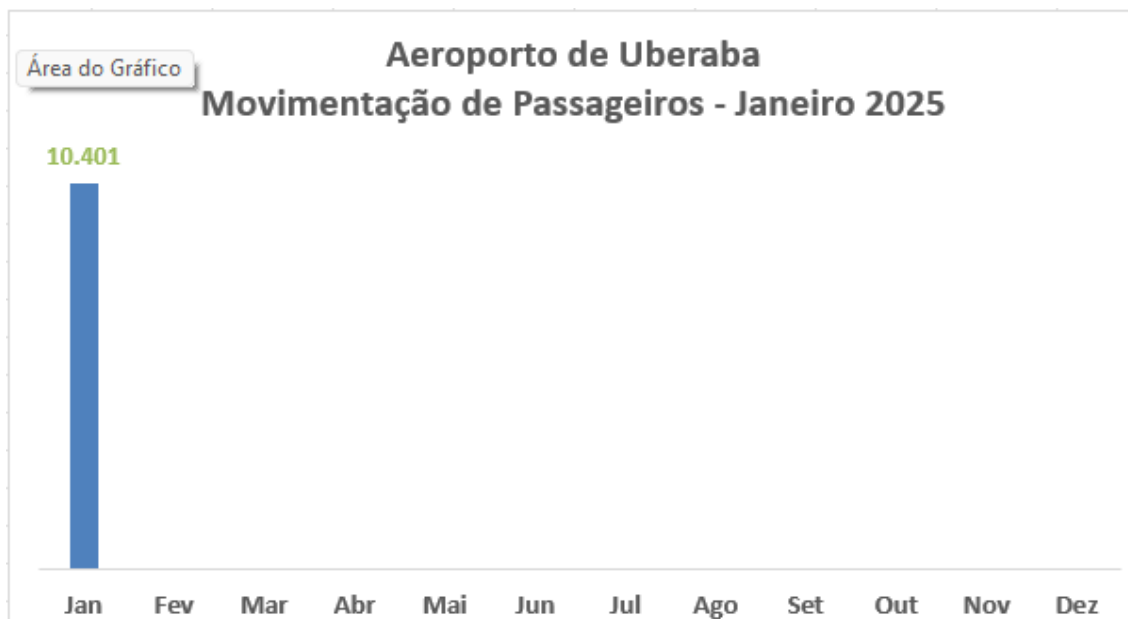 Aeroporto de Uberaba
Área do Gráfico
Movimentação de Passageiros - Janeiro 2025
10.401
Jan Fev Mar Abr Mai Jun Jul Ago Set Out Nov Dez